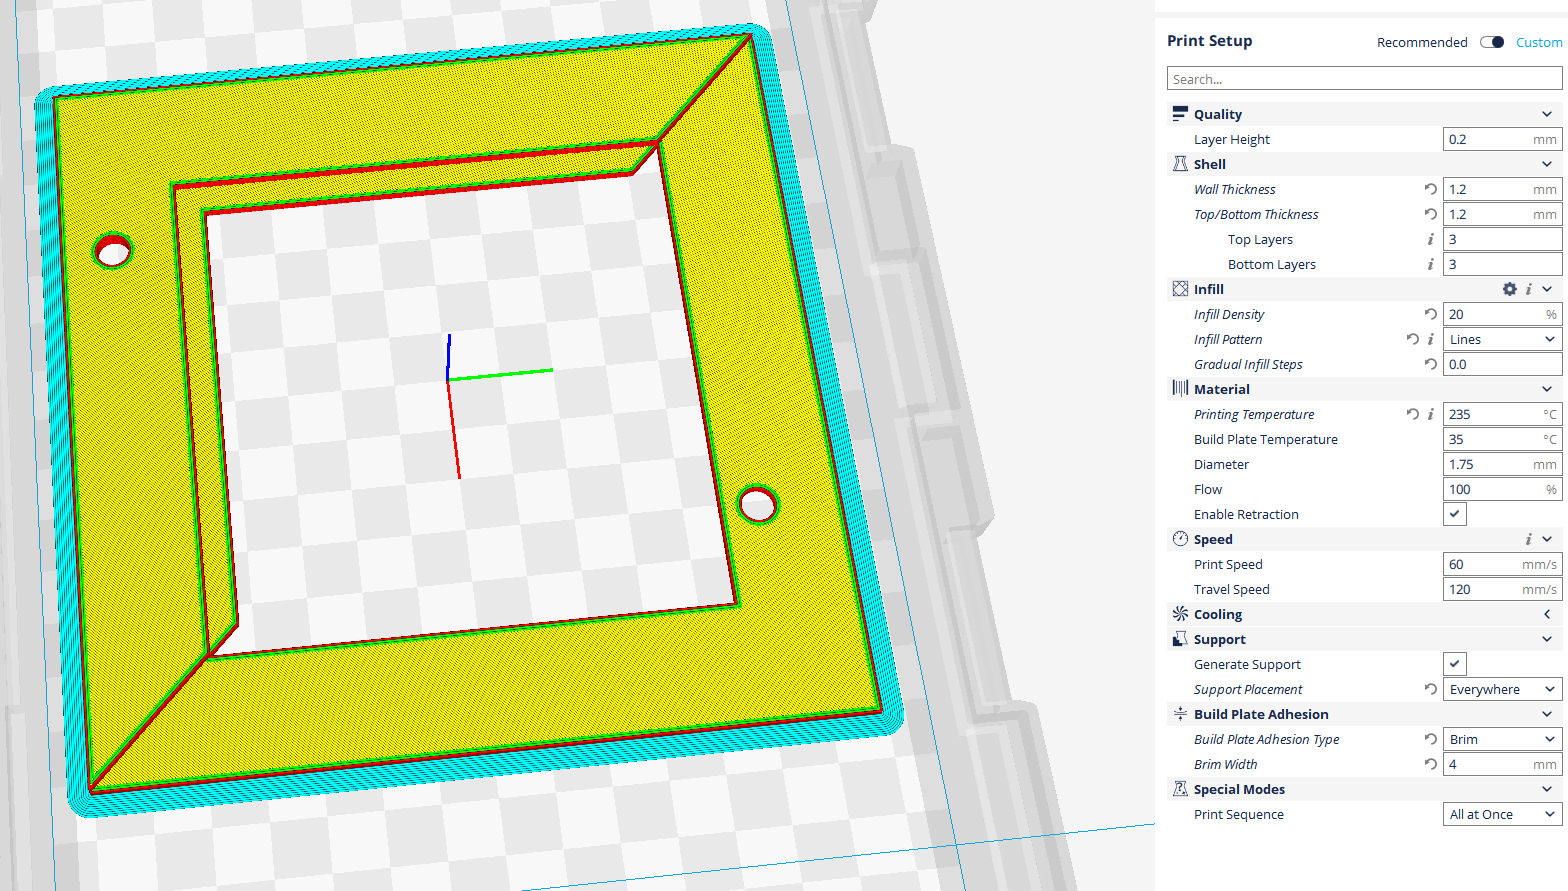 Print Setup Recommended Custom
Search...
Quality
Layer Height 0.2 mm
Shell
Wall Thickness 1.2 mm
Top/Bottom Thickness 1.2 mm
Top Layers i 3
Bottom Layers i 3
Infill i
Infill Density 20 %
Infill Pattern i Lines
Gradual Infill Steps 0.0
Material
Printing Temperature i 235 °C
Build Plate Temperature 35 °C
Diameter 1.75 mm
Flow 100 %
Enable Retraction
Speed i
Print Speed 60 mm/s
Travel Speed 120 mm/s
Cooling
Support
Generate Support
Support Placement Everywhere
Build Plate Adhesion
Build Plate Adhesion Type Brim
Brim Width 4 mm
Special Modes
Print Sequence All at Once